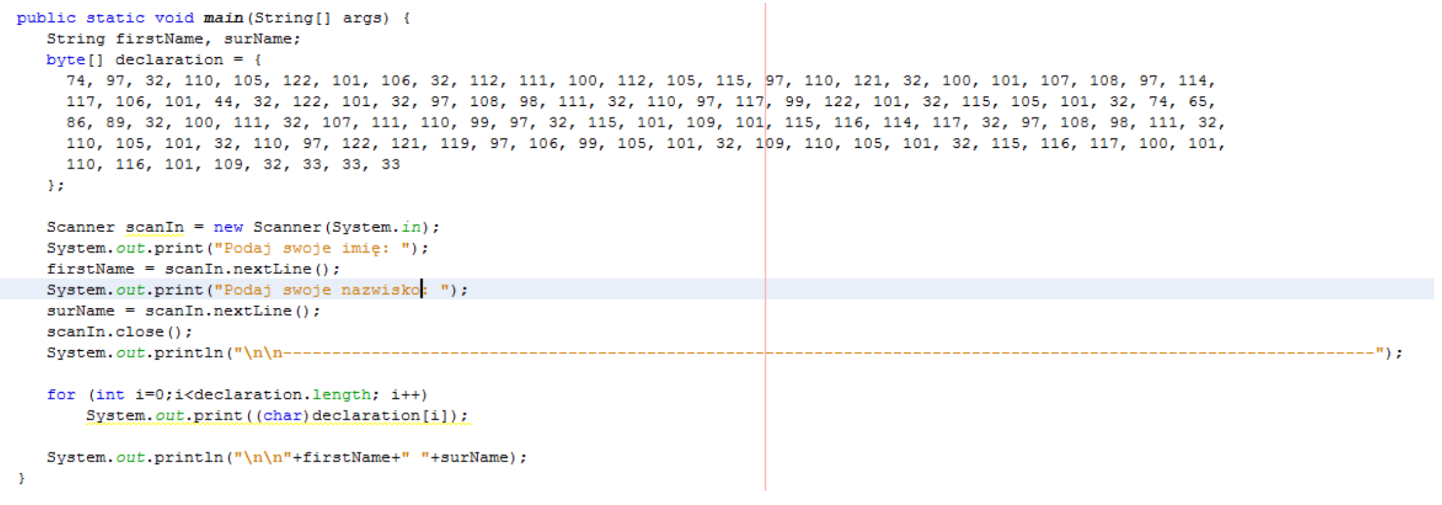 public static void main(String[] args) {
String firstName, surName;
byte[] declaration = {
74, 97, 32, 110, 105, 122, 101, 106, 32, 112, 111, 100, 112, 105, 115, 97, 110, 121, 32, 100, 101, 107, 108, 97, 114,
117, 106, 101, 44, 32, 122, 101, 32, 97, 108, 98, 111, 32, 110, 97, 117, 99, 122, 101, 32, 115, 105, 101, 32, 74, 65,
86, 89, 32, 100, 111, 32, 107, 111, 110, 99, 97, 32, 115, 101, 109, 101, 115, 116, 114, 117, 32, 97, 108, 98, 111, 32,
110, 105, 101, 32, 110, 97, 122, 121, 119, 97, 106, 99, 105, 101, 32, 109, 110, 105, 101, 32, 115, 116, 117, 100, 101,
110, 116, 101, 109, 32, 33, 33, 33
};
Scanner scanIn = new Scanner(System.in);
System.out.print("Podaj swoje imię: ");
firstName = scanIn.nextLine();
System.out.print("Podaj swoje nazwisko: ");
surName = scanIn.nextLine();
scanIn.close();
System.out.println("\n\n---------------------------------------------------------------------------------------------------------------");
for (int i=0;i<declaration.length; i++)
System.out.print((char)declaration[i]);
System.out.println("\n\n"+firstName+" "+surName);
}